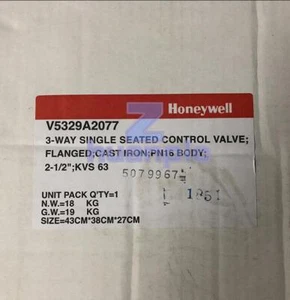 Honeywell
V5329A2077
3-WAY SINGLE SEATED CONTROL VALVE;
FLANGED;CAST IRON;PN16 BODY;
2-1/2";KVS 63
5079967
UNIT PACK Q'TY=1
N.W.=18 KG
G.W.=19 KG
SIZE=43CM*38CM*27CM